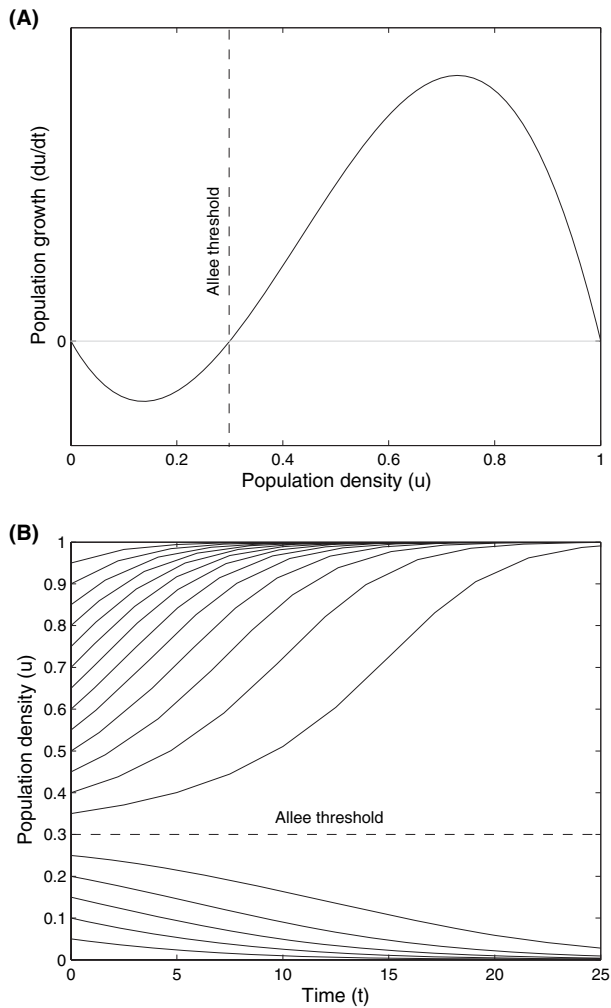 (A)
Population growth (du/dt)
0
Allee threshold
0 0.2 0.4 0.6 0.8 1
Population density (u)
(B)
Population density (u)
1
0.9
0.8
0.7
0.6
0.5
0.4
Allee threshold
0.3
0.2
0.1
0
0 5 10 15 20 25
Time (t)